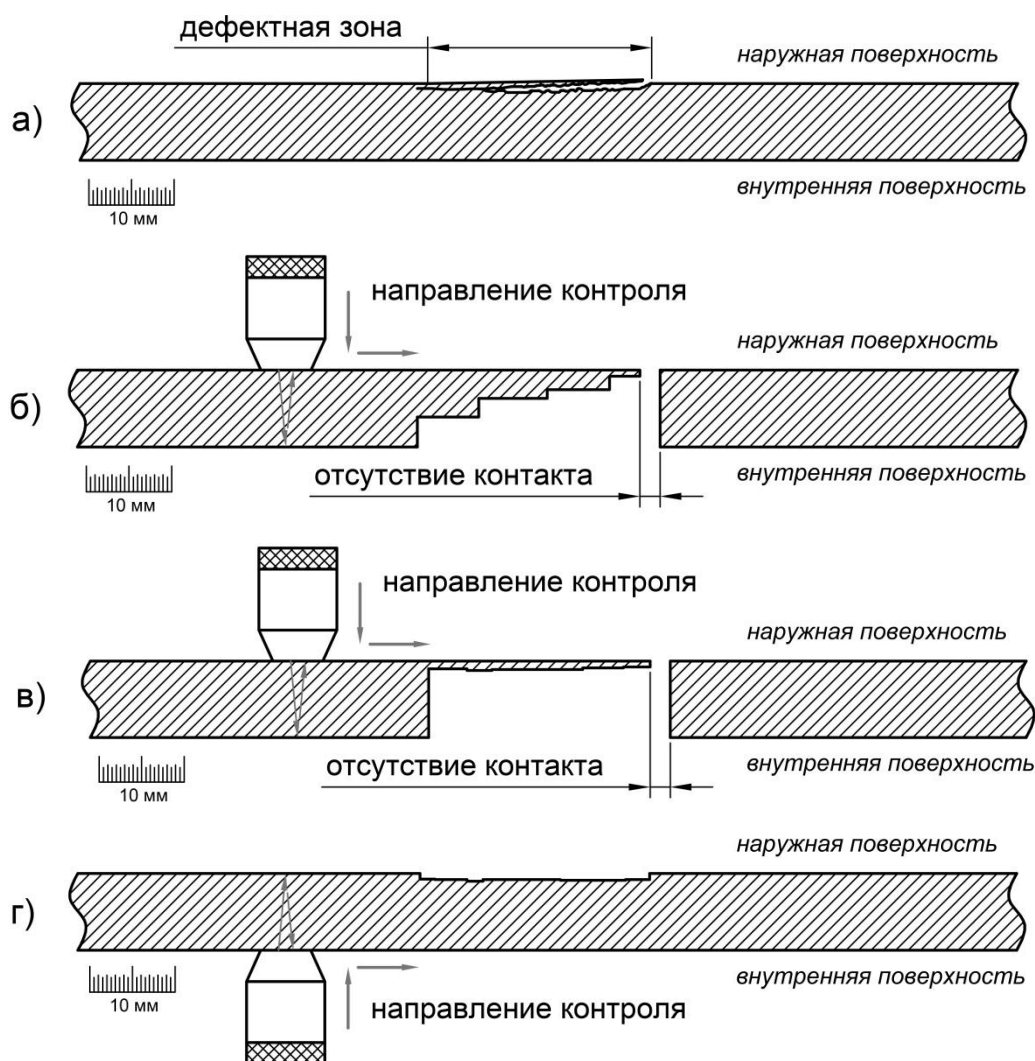 дефектная зона
наружная поверхность
а)
внутренняя поверхность
10 мм
направление контроля
наружная поверхность
б)
отсутствие контакта
внутренняя поверхность
10 мм
направление контроля
наружная поверхность
в)
отсутствие контакта
внутренняя поверхность
10 мм
наружная поверхность
г)
внутренняя поверхность
10 мм
направление контроля